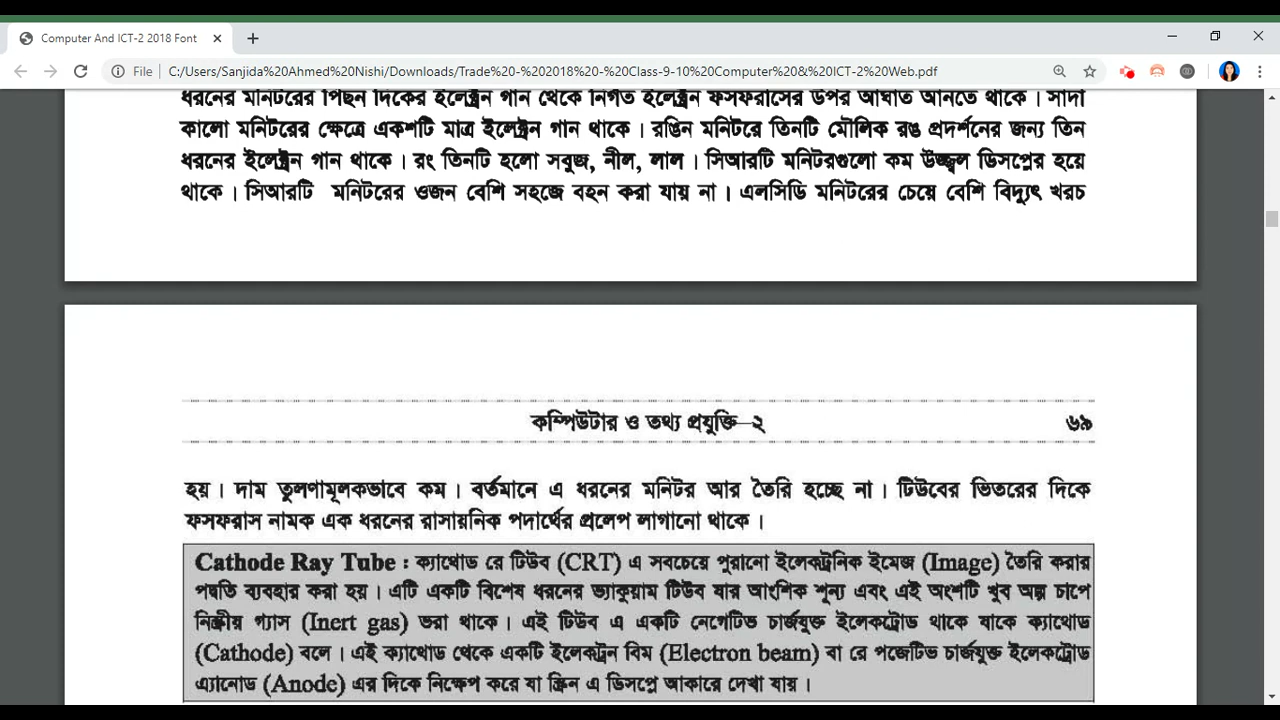 Computer And ICT-2 2018 Font
File C:/Users/Sanjida%20Ahmed%20Nishi/Downloads/Trade%20-%202018%20-%20Class-9-10%20Computer%20&%20ICT-2%20Web.pdf
ধরনের মনিটরের পিছন দিকের ইলেক্ট্রন গান থেকে নির্গত ইলেক্ট্রন ফসফরাসের উপর আঘাত আনতে থাকে। সাদা
কালো মনিটরের ক্ষেত্রে একশটি মাত্র ইলেক্ট্রন গান থাকে। রঙিন মনিটরে তিনটি মৌলিক রঙ প্রদর্শনের জন্য তিন
ধরনের ইলেক্ট্রন গান থাকে। রং তিনটি হলো সবুজ, নীল, লাল। সিআরটি মনিটরগুলো কম উজ্জ্বল ডিসপ্লের হয়ে
থাকে। সিআরটি মনিটরের ওজন বেশি সহজে বহন করা যায় না। এলসিডি মনিটরের চেয়ে বেশি বিদ্যুৎ খরচ
কম্পিউটার ও তথ্য প্রযুক্তি–২ ৬৯
হয়। দাম তুলণামূলকভাবে কম। বর্তমানে এ ধরনের মনিটর আর তৈরি হচ্ছে না। টিউবের ভিতরের দিকে
ফসফরাস নামক এক ধরনের রাসায়নিক পদার্থের প্রলেপ লাগানো থাকে।
Cathode Ray Tube : ক্যাথোড রে টিউব (CRT) এ সবচেয়ে পুরানো ইলেকট্রনিক ইমেজ (Image) তৈরি করার
পদ্ধতি ব্যবহার করা হয়। এটি একটি বিশেষ ধরনের ভ্যাকুয়াম টিউব যার আংশিক শূন্য এবং এই অংশটি খুব অল্প চাপে
নিষ্ক্রীয় গ্যাস (Inert gas) ভরা থাকে। এই টিউব এ একটি নেগেটিভ চার্জযুক্ত ইলেকট্রোড থাকে যাকে ক্যাথোড
(Cathode) বলে। এই ক্যাথোড থেকে একটি ইলেকট্রন বিম (Electron beam) বা রে পজেটিভ চার্জযুক্ত ইলেকট্রোড
এ্যানোড (Anode) এর দিকে নিক্ষেপ করে যা স্ক্রিন এ ডিসপ্লে আকারে দেখা যায়।